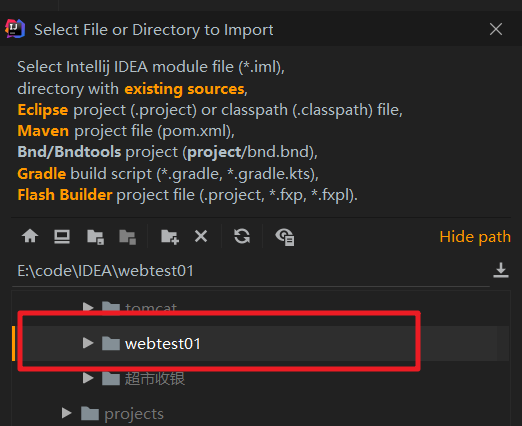 Select File or Directory to Import
Select Intellij IDEA module file (*.iml),
directory with existing sources,
Eclipse project (.project) or classpath (.classpath) file,
Maven project file (pom.xml),
Bnd/Bndtools project (project/bnd.bnd),
Gradle build script (*.gradle, *.gradle.kts),
Flash Builder project file (.project, *.fxp, *.fxpl).
Hide path
E:\code\IDEA\webtest01
tomcat
webtest01
超市收银
projects